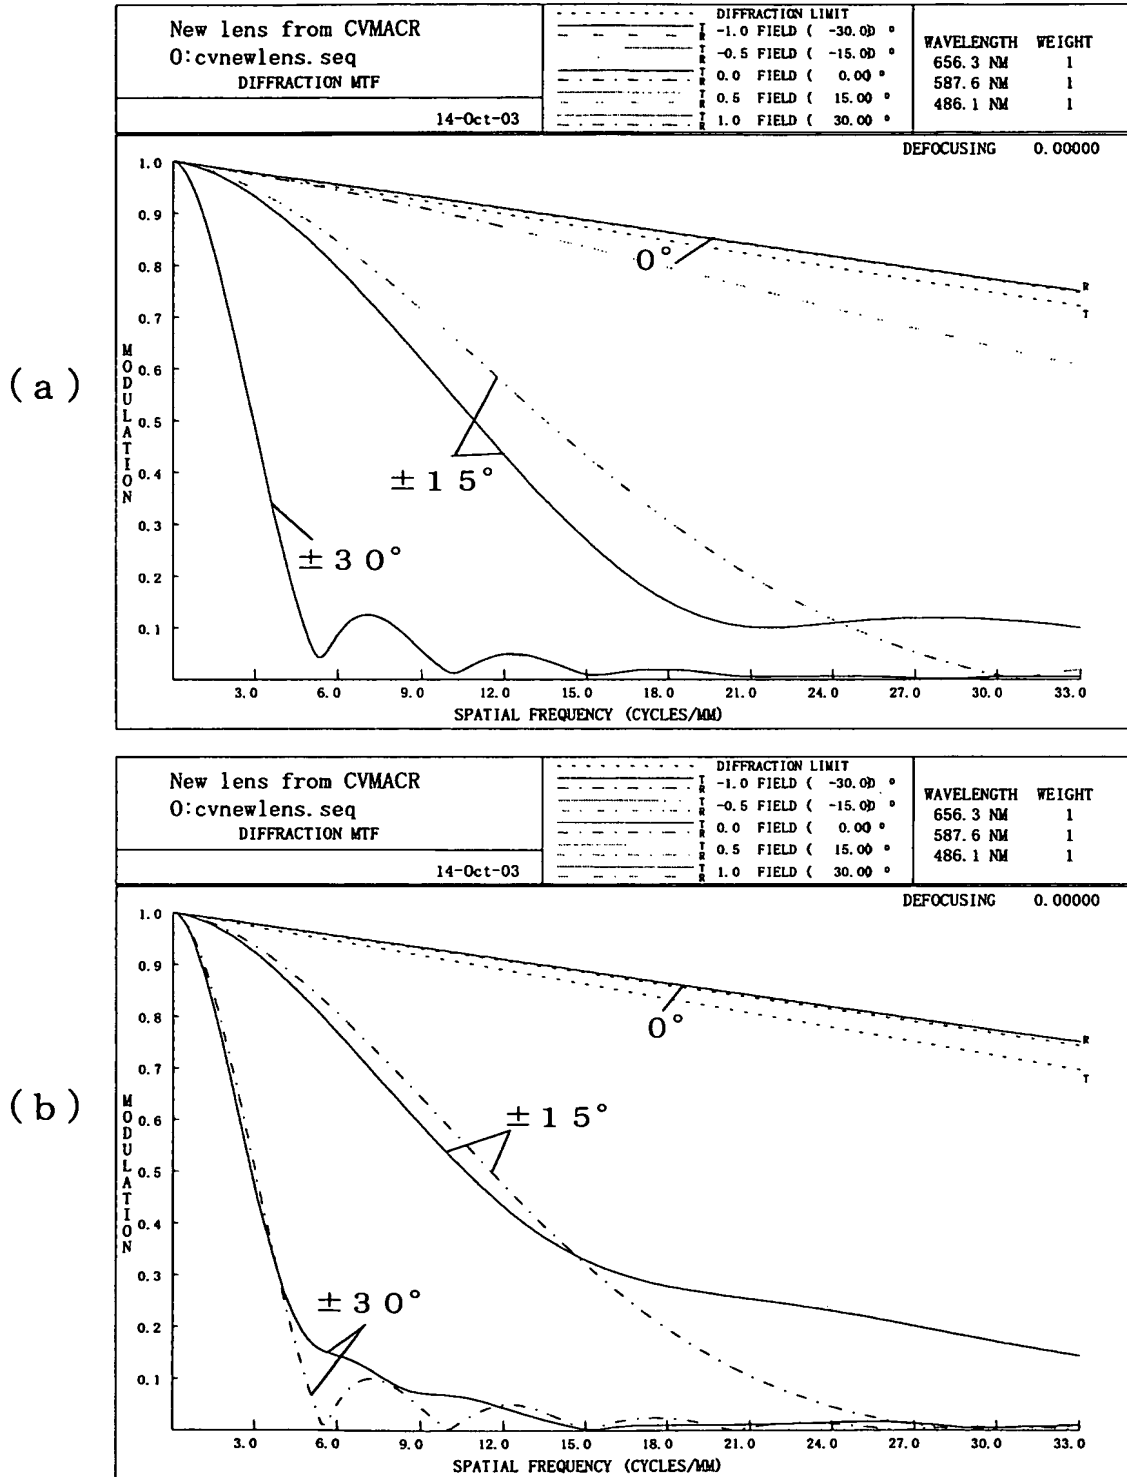 New lens from CVMACR
O:cvnewlens.seq
DIFFRACTION MTF
14-Oct-03
DIFFRACTION LIMIT
T R -1.0 FIELD ( -30.00 °
T R -0.5 FIELD ( -15.00 °
T R 0.0 FIELD ( 0.00 °
T R 0.5 FIELD ( 15.00 °
T R 1.0 FIELD ( 30.00 °
WAVELENGTH WEIGHT
656.3 NM 1
587.6 NM 1
486.1 NM 1
DEFOCUSING 0.00000
(a)
MODULATION
1.0
0.9
0.8
0.7
0.6
0.5
0.4
0.3
0.2
0.1
0°
R
T
±15°
±30°
3.0 6.0 9.0 12.0 15.0 18.0 21.0 24.0 27.0 30.0 33.0
SPATIAL FREQUENCY (CYCLES/MM)
New lens from CVMACR
O:cvnewlens.seq
DIFFRACTION MTF
14-Oct-03
DIFFRACTION LIMIT
T R -1.0 FIELD ( -30.00 °
T R -0.5 FIELD ( -15.00 °
T R 0.0 FIELD ( 0.00 °
T R 0.5 FIELD ( 15.00 °
T R 1.0 FIELD ( 30.00 °
WAVELENGTH WEIGHT
656.3 NM 1
587.6 NM 1
486.1 NM 1
DEFOCUSING 0.00000
(b)
MODULATION
1.0
0.9
0.8
0.7
0.6
0.5
0.4
0.3
0.2
0.1
0°
R
T
±15°
±30°
3.0 6.0 9.0 12.0 15.0 18.0 21.0 24.0 27.0 30.0 33.0
SPATIAL FREQUENCY (CYCLES/MM)